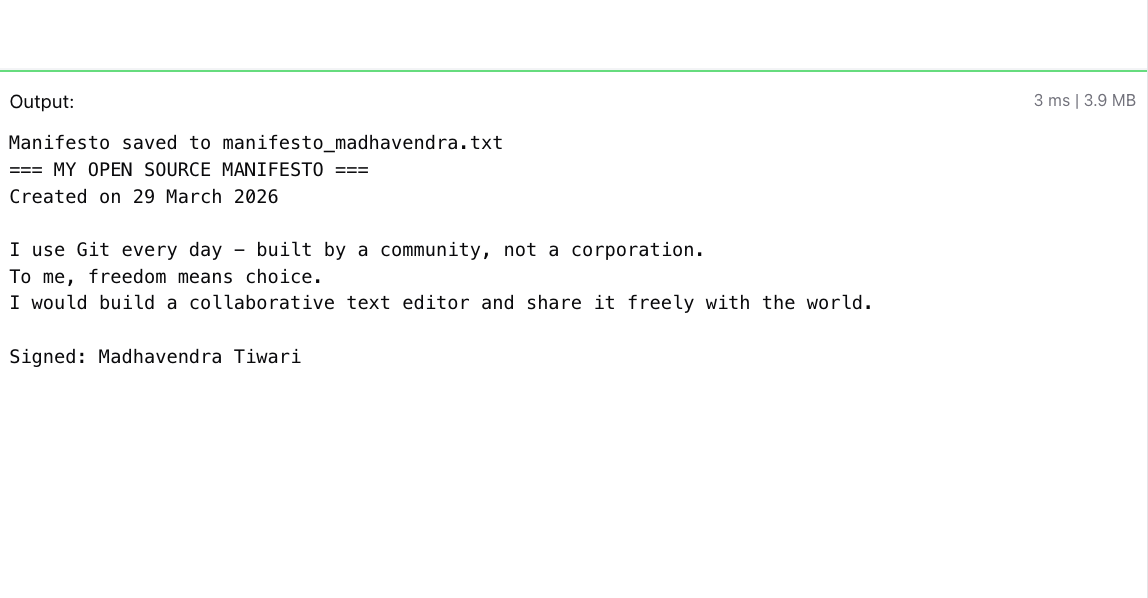 Output:
3 ms | 3.9 MB
Manifesto saved to manifesto_madhavendra.txt
=== MY OPEN SOURCE MANIFESTO ===
Created on 29 March 2026
I use Git every day – built by a community, not a corporation.
To me, freedom means choice.
I would build a collaborative text editor and share it freely with the world.
Signed: Madhavendra Tiwari